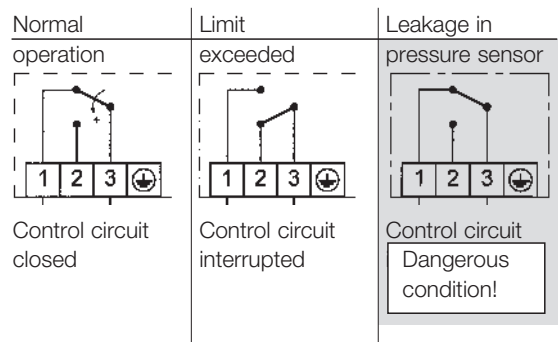 Normal
operation
+
1 2 3
Control circuit
closed
Limit
exceeded
1 2 3
Control circuit
interrupted
Leakage in
pressure sensor
1 2 3
Control circuit
Dangerous
condition!